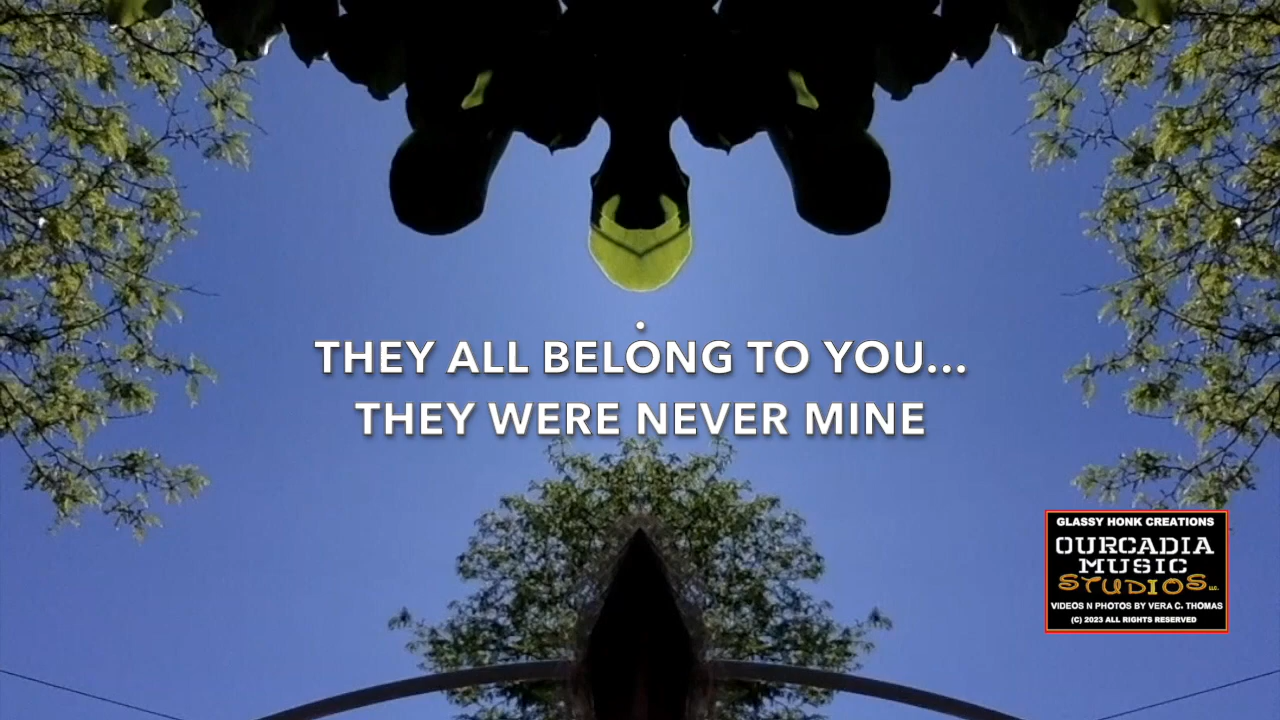 THEY ALL BELONG TO YOU...
THEY WERE NEVER MINE
GLASSY HONK CREATIONS
OURCADIA
MUSIC
STUDIOS LLC.
VIDEOS N PHOTOS BY VERA C. THOMAS
(C) 2023 ALL RIGHTS RESERVED